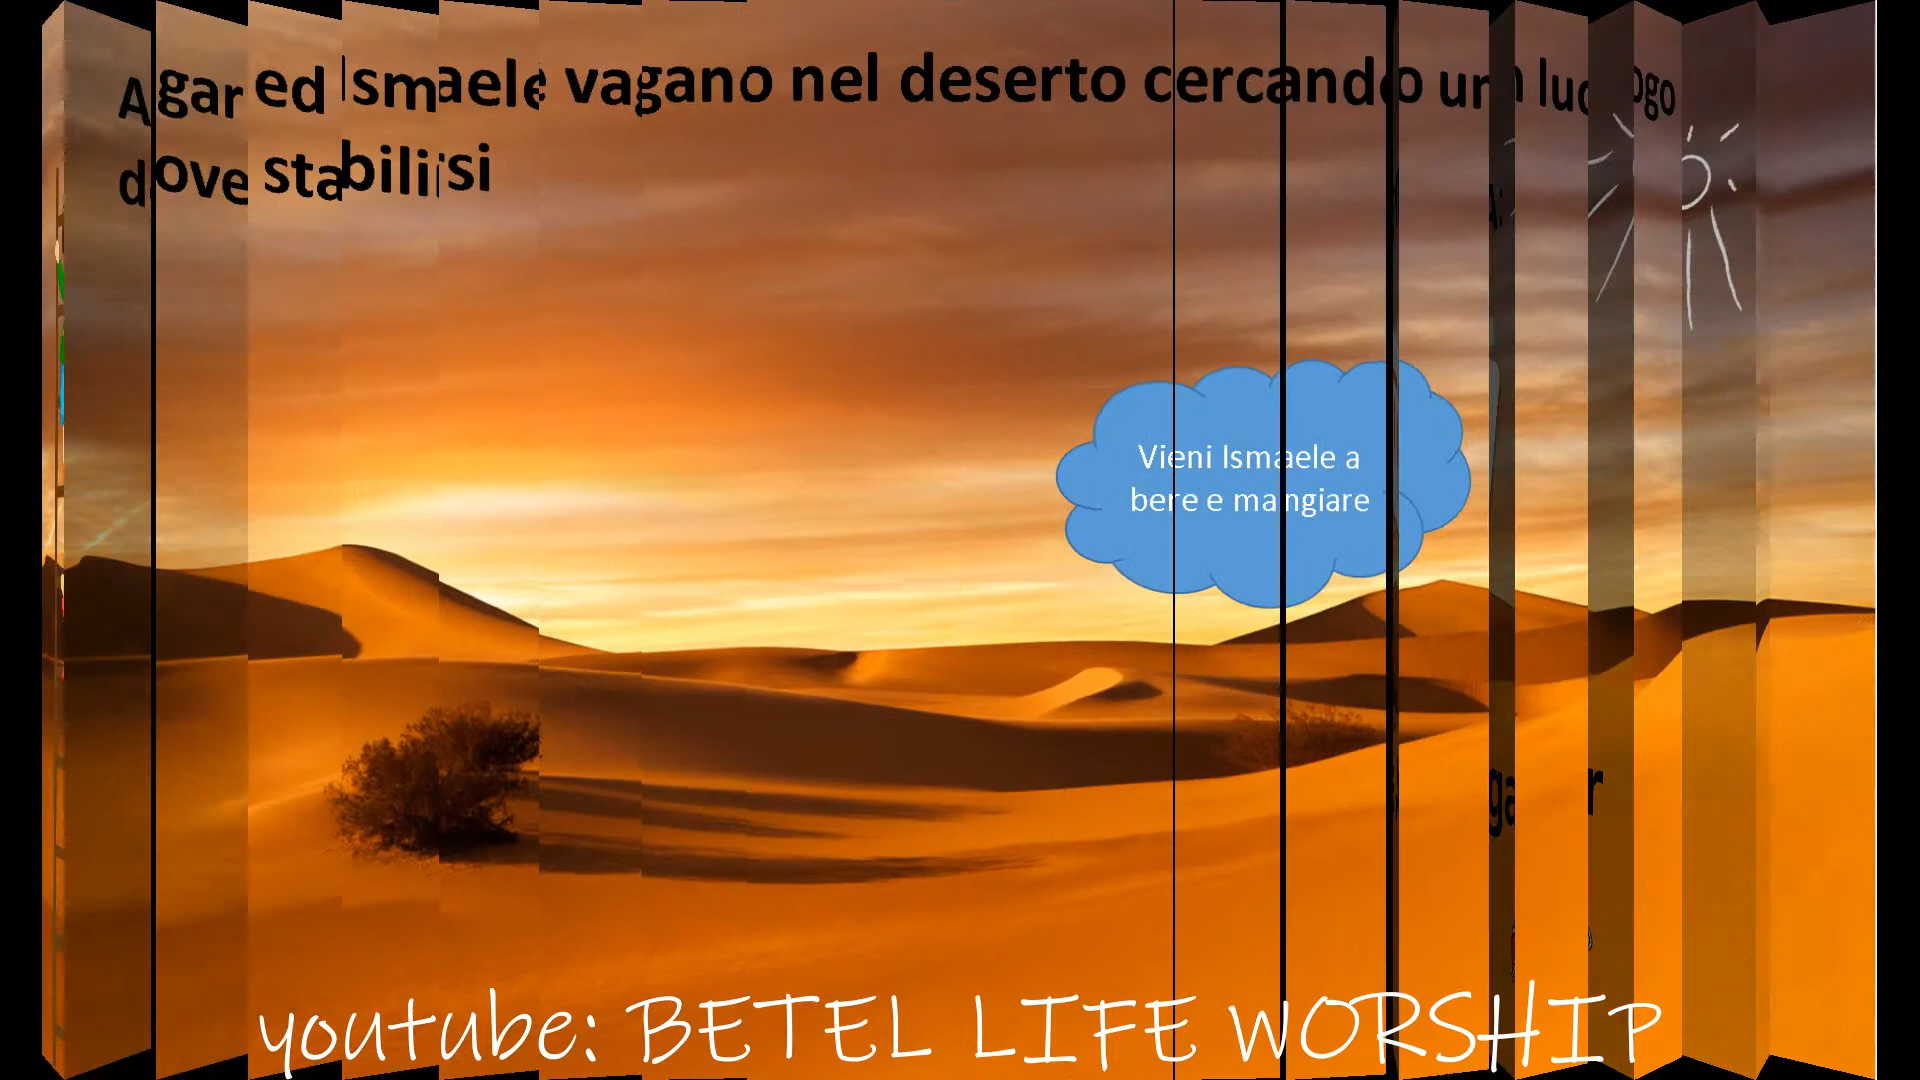 Agar ed Ismaele vagano nel deserto cercando un luogo
dove stabilirsi
Vieni Ismaele a
bere e mangiare
youtube: BETEL LIFE WORSHIP